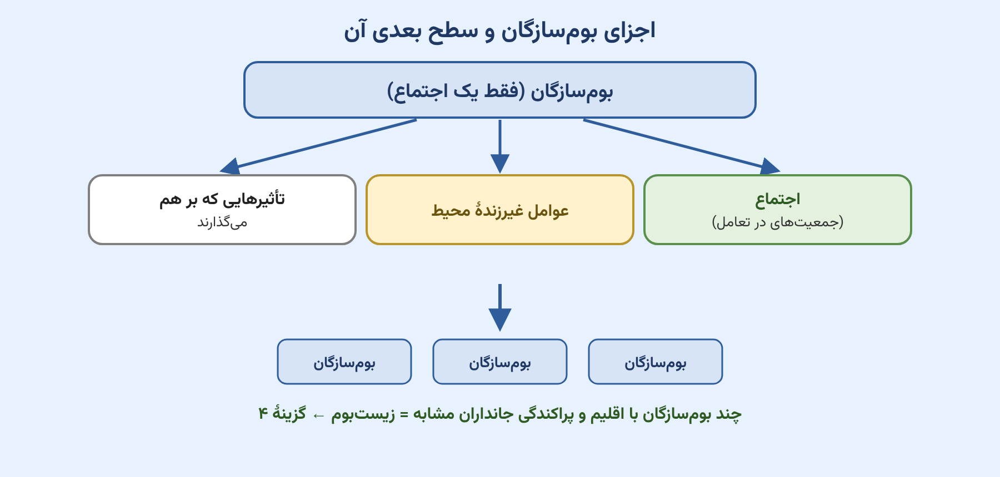 اجزای بوم‌سازگان و سطح بعدی آن
بوم‌سازگان (فقط یک اجتماع)
اجتماع
(جمعیت‌های در تعامل)
عوامل غیرزندهٔ محیط
تأثیرهایی که بر هم
می‌گذارند
بوم‌سازگان
بوم‌سازگان
بوم‌سازگان
چند بوم‌سازگان با اقلیم و پراکندگی جانداران مشابه = زیست‌بوم ← گزینهٔ ۴